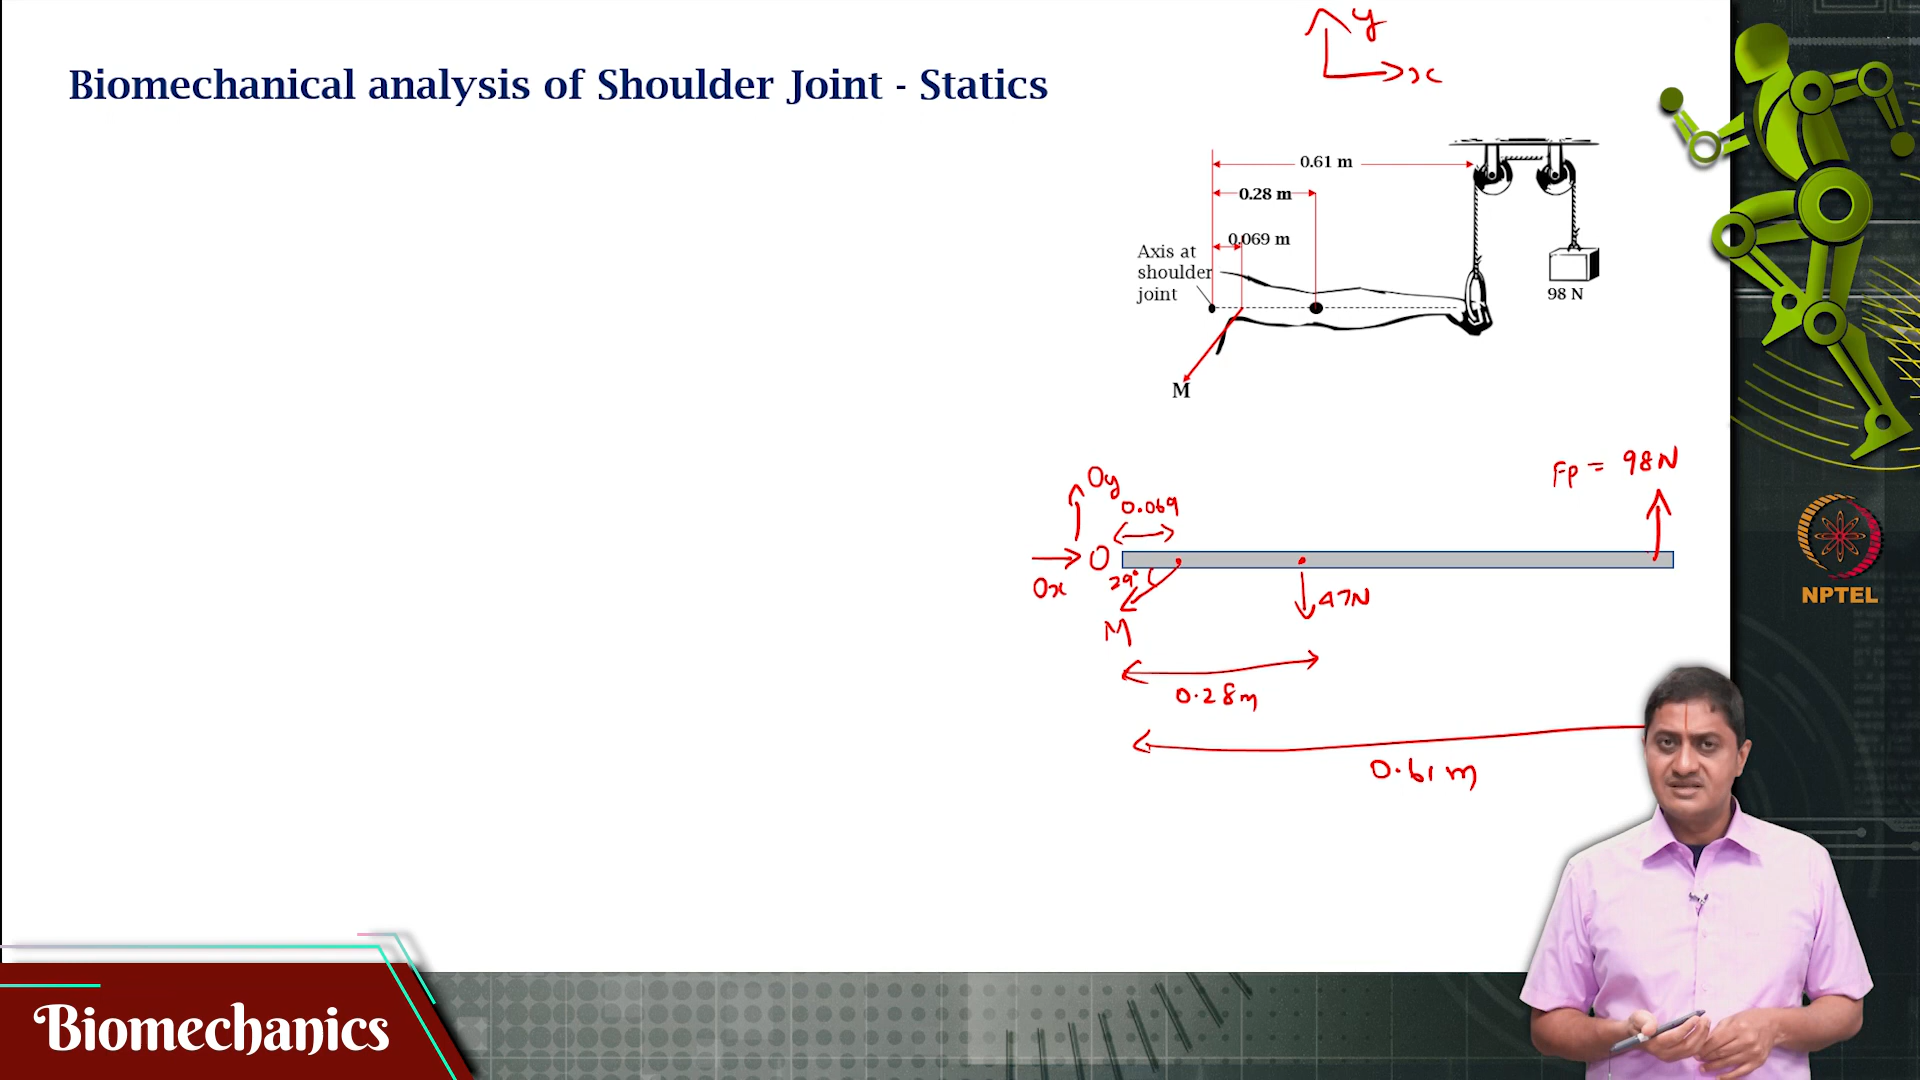 y
x
Biomechanical analysis of Shoulder Joint - Statics
0.61 m
0.28 m
0.069 m
Axis at
shoulder
joint
98 N
M
Fp = 98N
Oy
0.069
O
Ox
29°
47N
M
0.28m
0.61m
NPTEL
Biomechanics